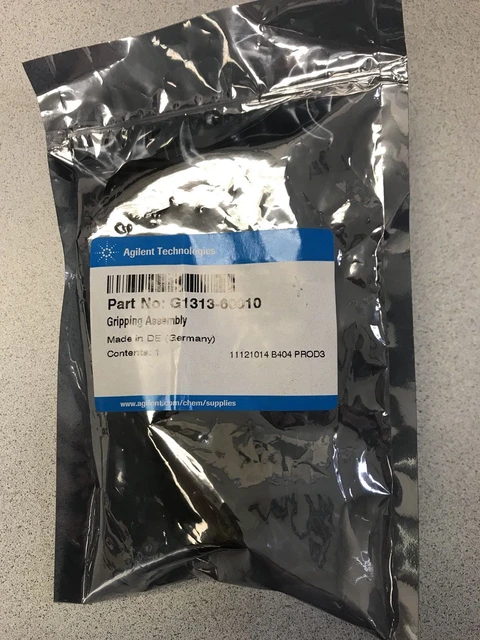 Agilent Technologies
Part No: G1313-60010
Gripping Assembly
Made in DE (Germany)
Contents: 1
11121014 B404 PROD3
www.agilent.com/chem/supplies